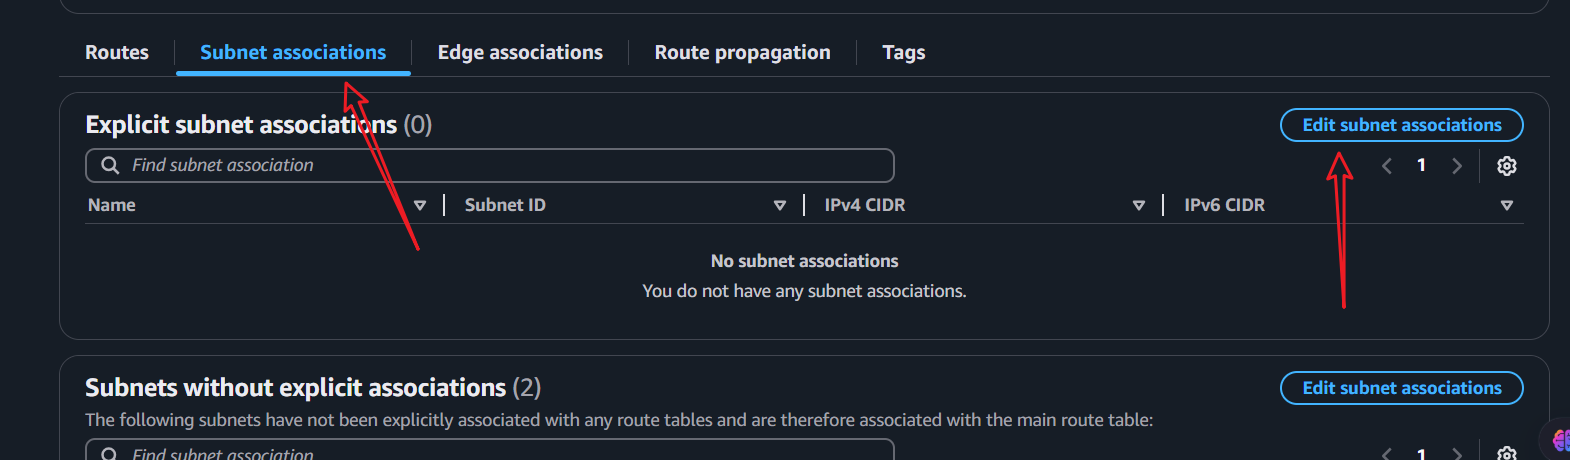 Routes Subnet associations Edge associations Route propagation Tags
Explicit subnet associations (0) Edit subnet associations
Find subnet association 1
Name Subnet ID IPv4 CIDR IPv6 CIDR
No subnet associations
You do not have any subnet associations.
Subnets without explicit associations (2) Edit subnet associations
The following subnets have not been explicitly associated with any route tables and are therefore associated with the main route table:
Find subnet association 1